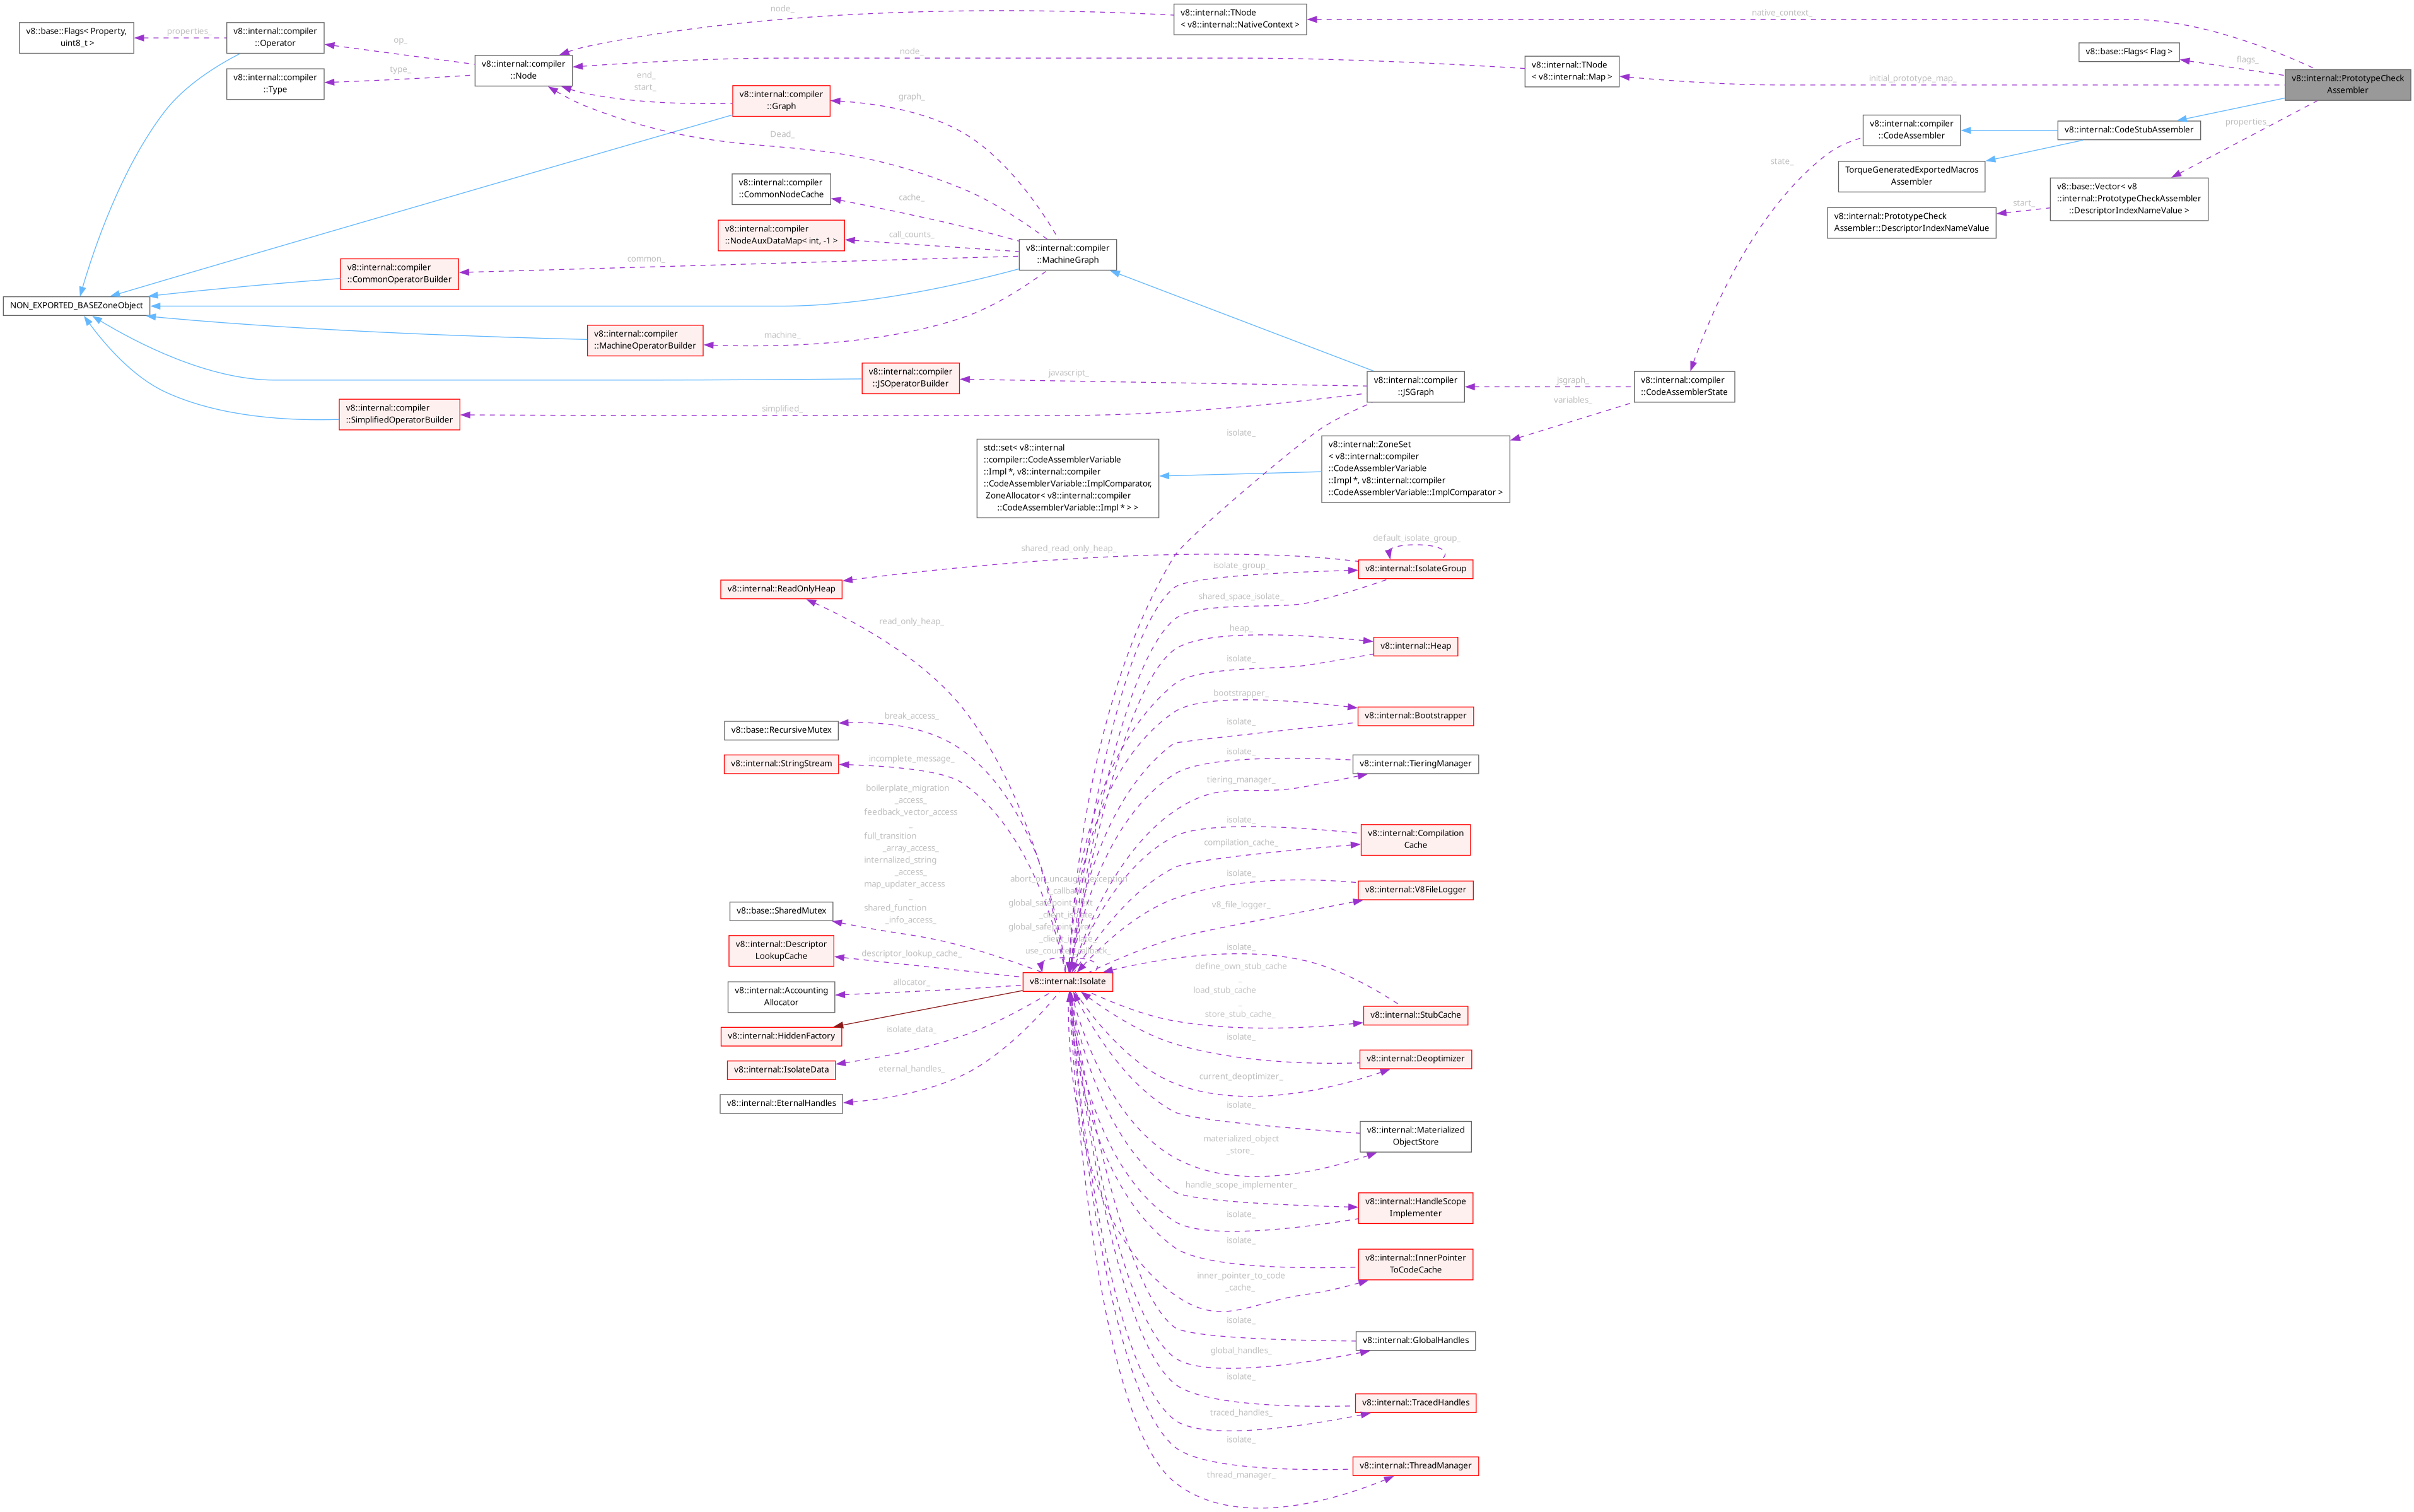 node_
v8::internal::TNode
< v8::internal::NativeContext >
native_context_
v8::base::Flags< Property,
uint8_t >
properties_
v8::internal::compiler
::Operator
op_
v8::internal::compiler
::Type
type_
v8::internal::compiler
::Node
node_
v8::internal::TNode
< v8::internal::Map >
initial_prototype_map_
v8::base::Flags< Flag >
flags_
v8::internal::PrototypeCheck
Assembler
end_
start_
v8::internal::compiler
::Graph
graph_
Dead_
v8::internal::compiler
::CodeAssembler
v8::internal::CodeStubAssembler
properties_
TorqueGeneratedExportedMacros
Assembler
state_
v8::internal::compiler
::CommonNodeCache
cache_
v8::base::Vector< v8
::internal::PrototypeCheckAssembler
::DescriptorIndexNameValue >
start_
v8::internal::PrototypeCheck
Assembler::DescriptorIndexNameValue
v8::internal::compiler
::NodeAuxDataMap< int, -1 >
call_counts_
v8::internal::compiler
::MachineGraph
common_
v8::internal::compiler
::CommonOperatorBuilder
NON_EXPORTED_BASEZoneObject
v8::internal::compiler
::MachineOperatorBuilder
machine_
v8::internal::compiler
::JSOperatorBuilder
javascript_
v8::internal::compiler
::JSGraph
jsgraph_
v8::internal::compiler
::CodeAssemblerState
variables_
v8::internal::compiler
::SimplifiedOperatorBuilder
simplified_
isolate_
std::set< v8::internal
::compiler::CodeAssemblerVariable
::Impl *, v8::internal::compiler
::CodeAssemblerVariable::ImplComparator,
ZoneAllocator< v8::internal::compiler
::CodeAssemblerVariable::Impl * > >
v8::internal::ZoneSet
< v8::internal::compiler
::CodeAssemblerVariable
::Impl *, v8::internal::compiler
::CodeAssemblerVariable::ImplComparator >
default_isolate_group_
shared_read_only_heap_
isolate_group_
v8::internal::IsolateGroup
v8::internal::ReadOnlyHeap
shared_space_isolate_
read_only_heap_
heap_
v8::internal::Heap
isolate_
bootstrapper_
v8::internal::Bootstrapper
break_access_
v8::base::RecursiveMutex
isolate_
isolate_
v8::internal::TieringManager
incomplete_message_
v8::internal::StringStream
tiering_manager_
boilerplate_migration
_access_
feedback_vector_access
_
full_transition
_array_access_
internalized_string
_access_
map_updater_access
_
shared_function
_info_access_
isolate_
v8::internal::Compilation
Cache
compilation_cache_
isolate_
v8::internal::V8FileLogger
v8_file_logger_
v8::base::SharedMutex
v8::internal::Descriptor
LookupCache
descriptor_lookup_cache_
use_counter_callback_
v8::internal::Isolate
isolate_
define_own_stub_cache
_
load_stub_cache
_
store_stub_cache_
v8::internal::StubCache
v8::internal::Accounting
Allocator
allocator_
v8::internal::HiddenFactory
isolate_data_
v8::internal::IsolateData
eternal_handles_
v8::internal::EternalHandles
isolate_
v8::internal::Deoptimizer
current_deoptimizer_
isolate_
v8::internal::Materialized
ObjectStore
materialized_object
_store_
handle_scope_implementer_
v8::internal::HandleScope
Implementer
isolate_
isolate_
v8::internal::InnerPointer
ToCodeCache
inner_pointer_to_code
_cache_
isolate_
v8::internal::GlobalHandles
global_handles_
isolate_
v8::internal::TracedHandles
traced_handles_
isolate_
v8::internal::ThreadManager
thread_manager_